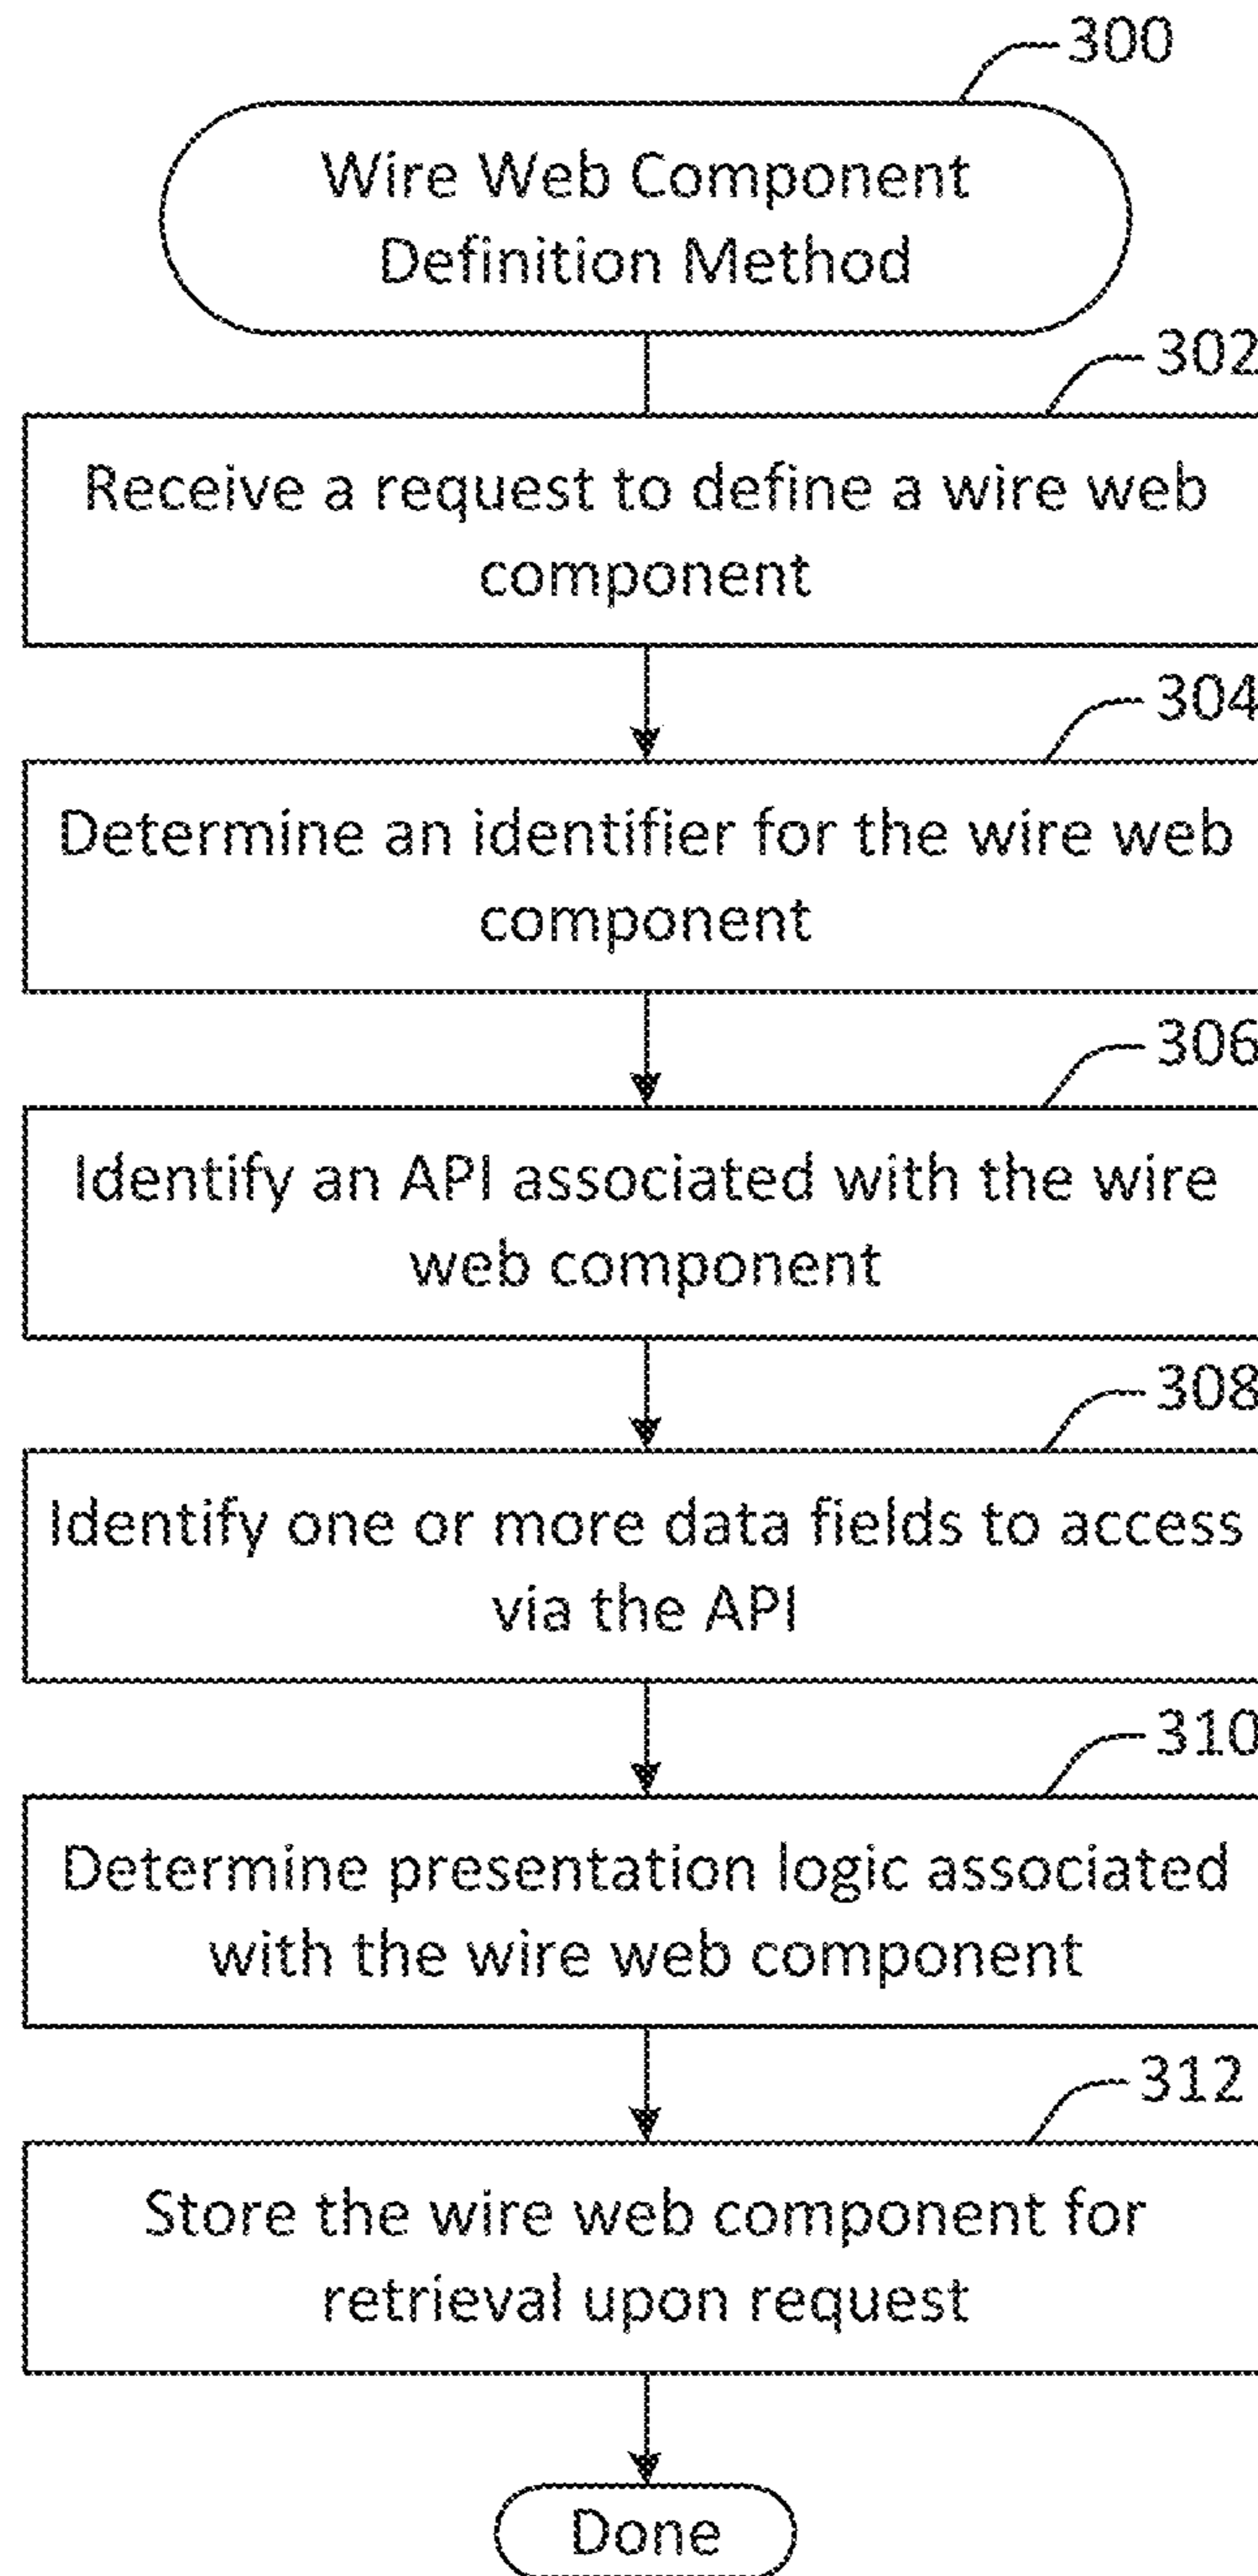 300
Wire Web Component
Definition Method
302
Receive a request to define a wire web
component
304
Determine an identifier for the wire web
component
306
Identify an API associated with the wire
web component
308
Identify one or more data fields to access
via the API
310
Determine presentation logic associated
with the wire web component
312
Store the wire web component for
retrieval upon request
Done